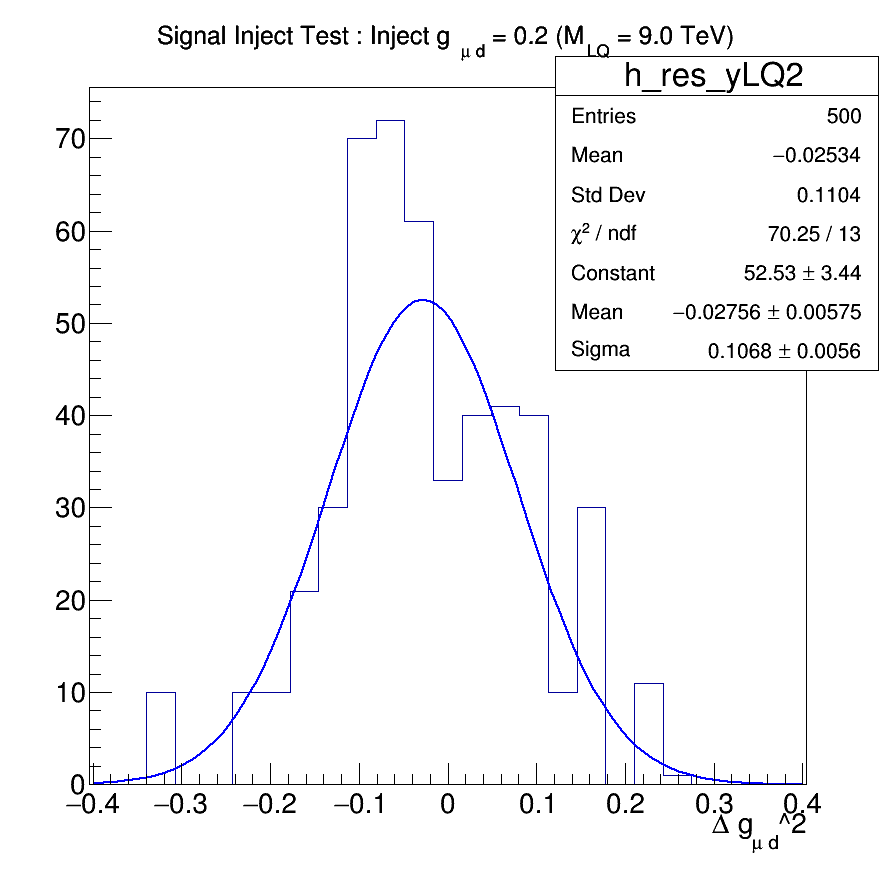 Signal Inject Test : Inject g μ d = 0.2 (M LQ = 9.0 TeV)
h_res_yLQ2
Entries 500
Mean −0.02534
Std Dev 0.1104
χ² / ndf 70.25 / 13
Constant 52.53 ± 3.44
Mean −0.02756 ± 0.00575
Sigma 0.1068 ± 0.0056
70
60
50
40
30
20
10
0
−0.4 −0.3 −0.2 −0.1 0 0.1 0.2 0.3 0.4
Δ g μ d ^2